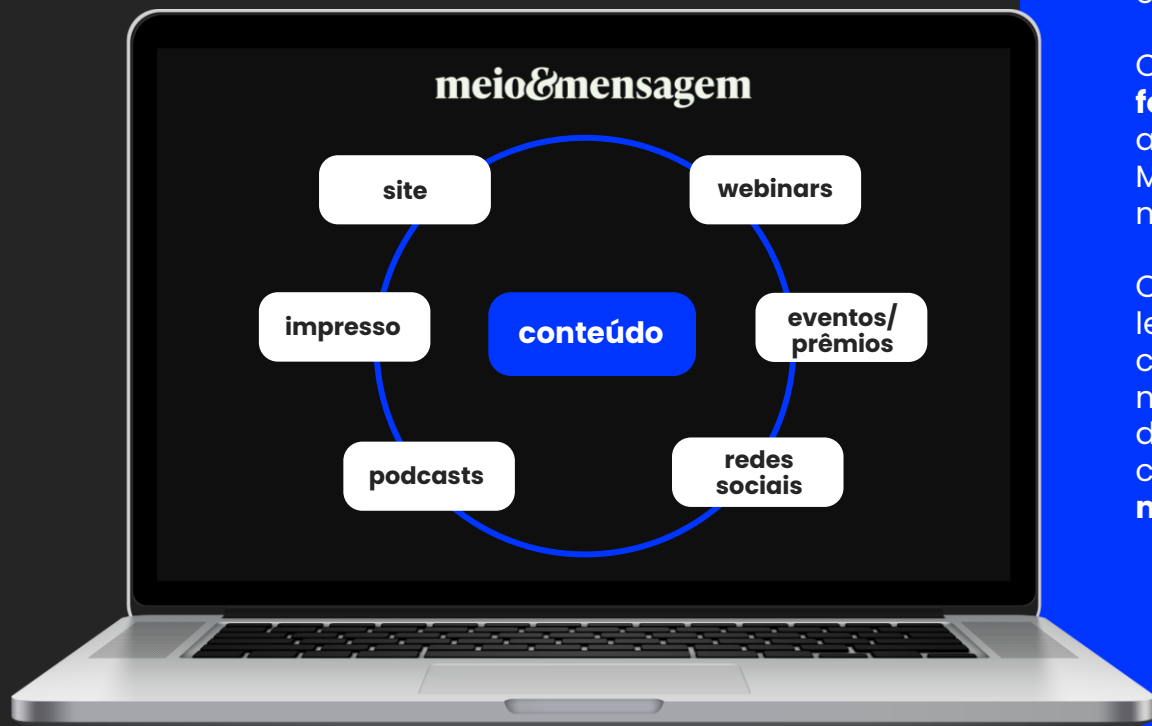 meio&mensagem
site
webinars
impresso
conteúdo
eventos/
prêmios
podcasts
redes
sociais